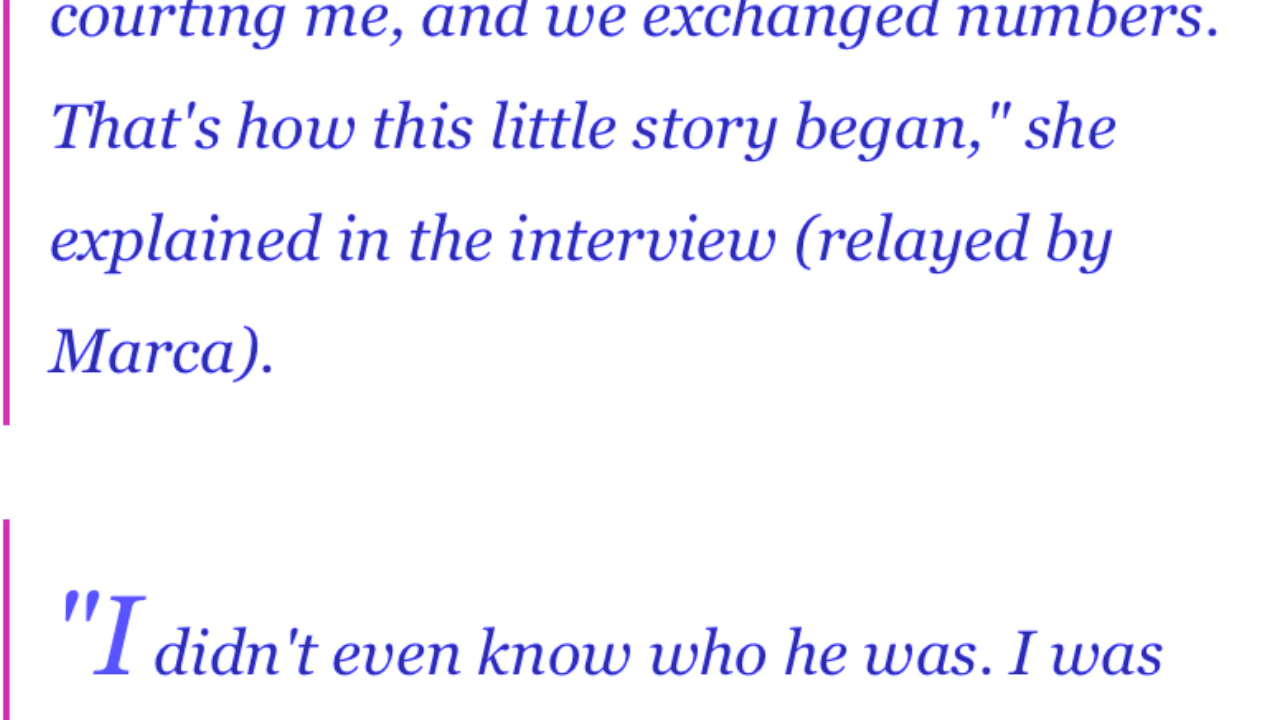 courting me, and we exchanged numbers.
That's how this little story began," she
explained in the interview (relayed by
Marca).
"I didn't even know who he was. I was